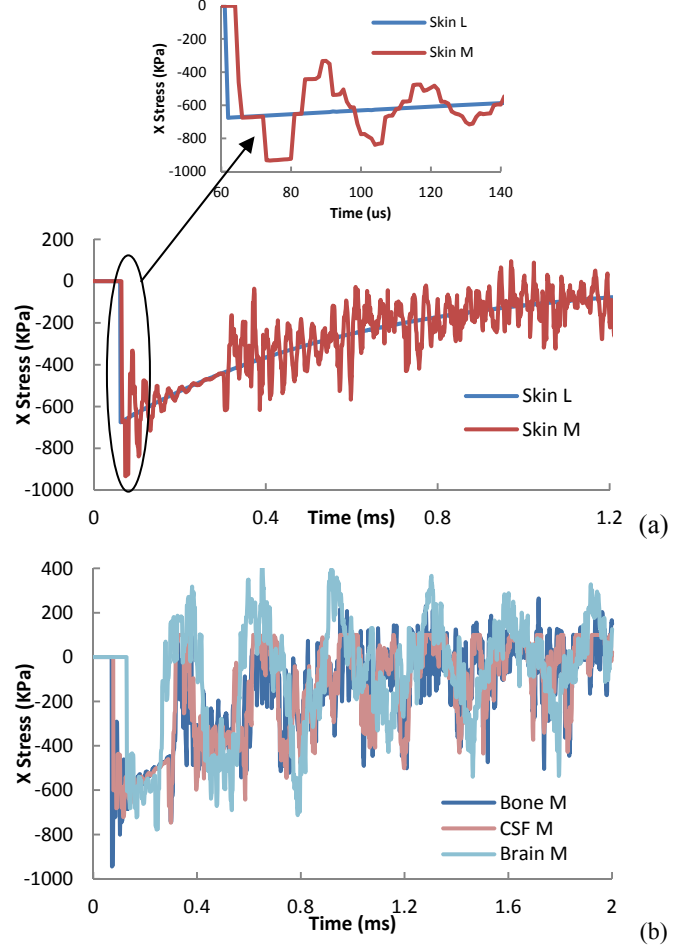 0
-200
-400
-600
-800
-1000
X Stress (KPa)
Skin L
Skin M
60 80 100 120 140
Time (us)
200
0
-200
-400
-600
-800
-1000
X Stress (KPa)
Skin L
Skin M
0 0.4 0.8 1.2
Time (ms)
(a)
400
200
0
-200
-400
-600
-800
-1000
X Stress (KPa)
Bone M
CSF M
Brain M
0 0.4 0.8 1.2 1.6 2
Time (ms)
(b)